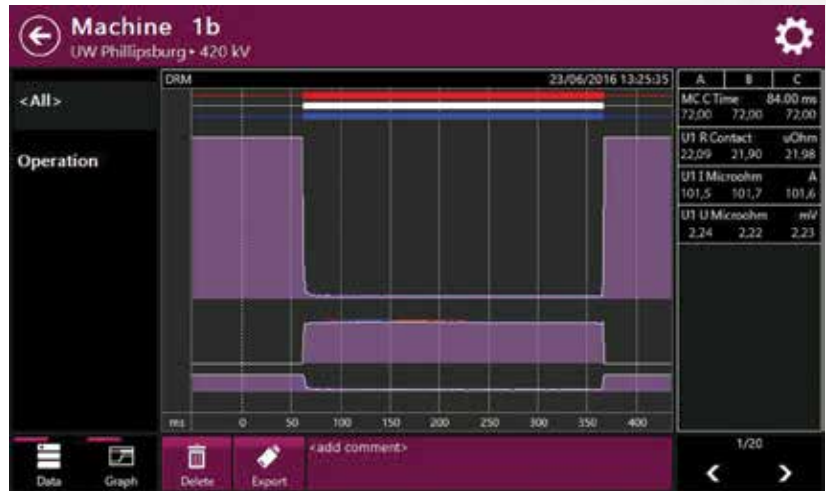 Machine 1b
UW Phillipsburg • 420 kV
<All>
Operation
DRM 23/06/2016 13:25:35
ms 0 50 100 150 200 250 300 350 400
A B C
MC C Time 84.00 ms
72,00 72,00 72,00
U1 R Contact uOhm
22,09 21,90 21,98
U1 I Microohm A
101,5 101,7 101,6
U1 U Microohm mV
2,24 2,22 2,23
Data
Graph
Delete
Export
<add comment>
1/20